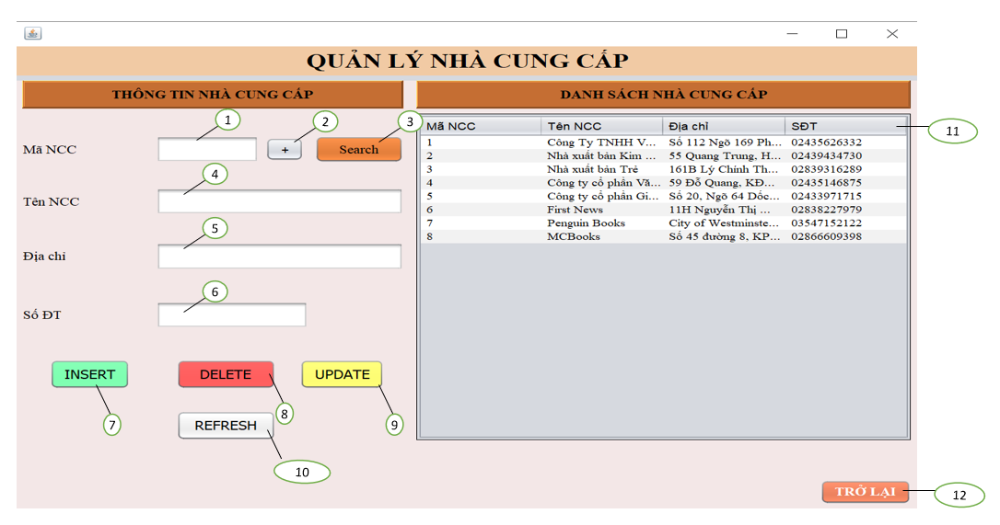 QUẢN LÝ NHÀ CUNG CẤP
THÔNG TIN NHÀ CUNG CẤP
DANH SÁCH NHÀ CUNG CẤP
1
2
3
Mã NCC
+
Search
4
Tên NCC
5
Địa chỉ
6
Số ĐT
INSERT
DELETE
UPDATE
7
8
9
REFRESH
10
Mã NCC Tên NCC Địa chỉ SĐT
11
1 Công Ty TNHH V... Số 112 Ngõ 169 Ph... 02435626332
2 Nhà xuất bản Kim ... 55 Quang Trung, H... 02439434730
3 Nhà xuất bản Trẻ 161B Lý Chính Th... 02839316289
4 Công ty cổ phần Vă... 59 Đỗ Quang, KĐ... 02435146875
5 Công ty cổ phần Gi... Số 20, Ngõ 64 Dốc... 02433971715
6 First News 11H Nguyễn Thị ... 02838227979
7 Penguin Books City of Westminste... 03547152122
8 MCBooks Số 45 đường 8, KP... 02866609398
TRỞ LẠI
12